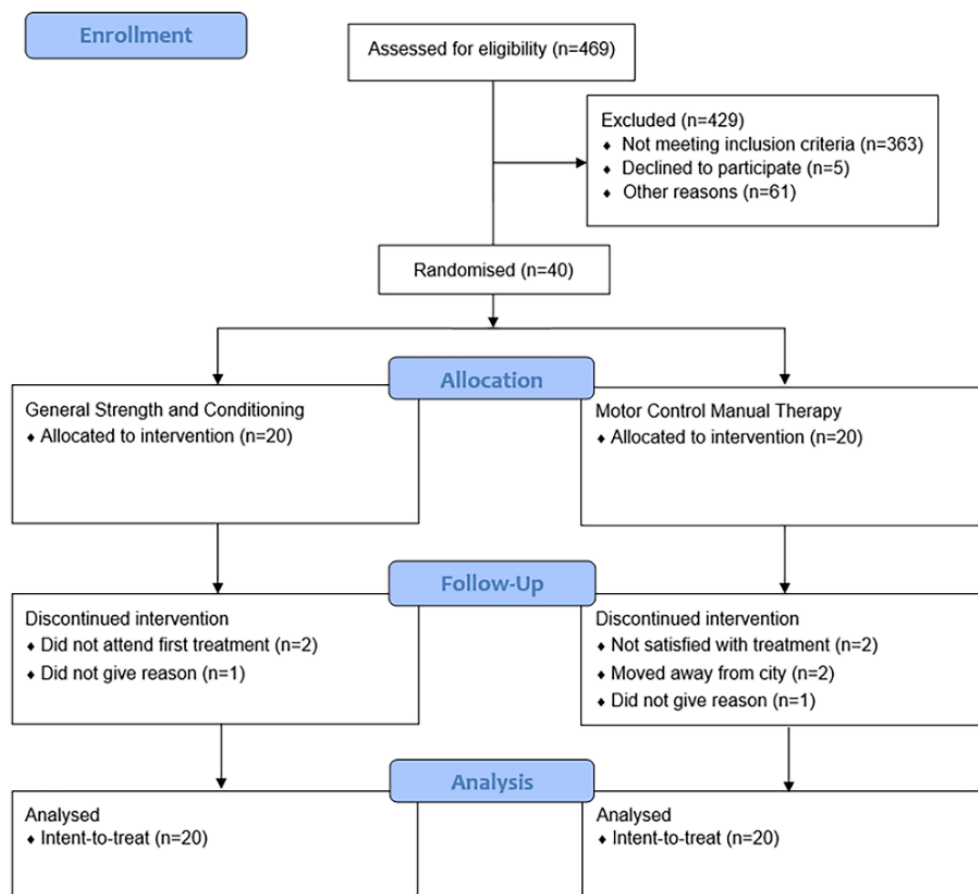 Enrollment
Assessed for eligibility (n=469)
Excluded (n=429)
♦ Not meeting inclusion criteria (n=363)
♦ Declined to participate (n=5)
♦ Other reasons (n=61)
Randomised (n=40)
Allocation
General Strength and Conditioning
♦ Allocated to intervention (n=20)
Motor Control Manual Therapy
♦ Allocated to intervention (n=20)
Follow-Up
Discontinued intervention
♦ Did not attend first treatment (n=2)
♦ Did not give reason (n=1)
Discontinued intervention
♦ Not satisfied with treatment (n=2)
♦ Moved away from city (n=2)
♦ Did not give reason (n=1)
Analysis
Analysed
♦ Intent-to-treat (n=20)
Analysed
♦ Intent-to-treat (n=20)